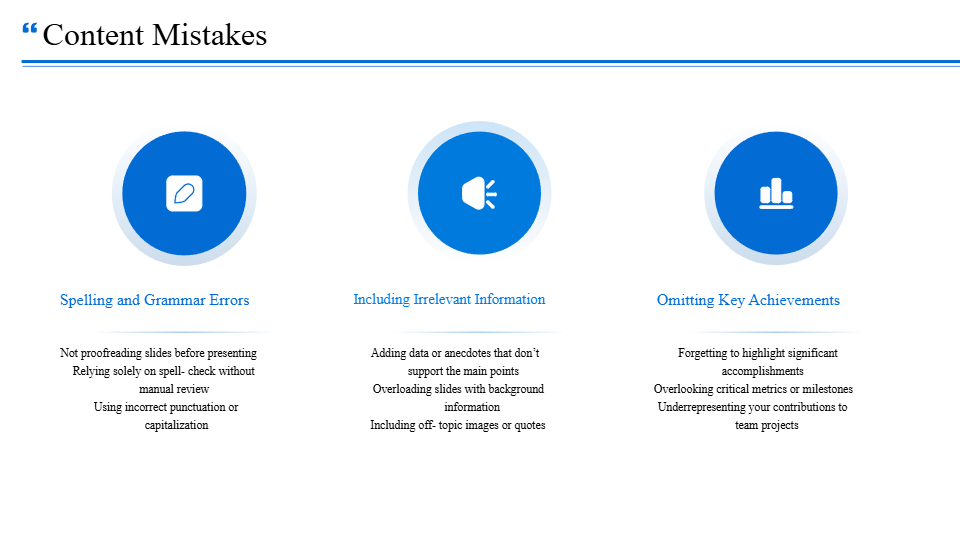 “ Content Mistakes
Spelling and Grammar Errors
Not proofreading slides before presenting
Relying solely on spell- check without
manual review
Using incorrect punctuation or
capitalization
Including Irrelevant Information
Adding data or anecdotes that don’t
support the main points
Overloading slides with background
information
Including off- topic images or quotes
Omitting Key Achievements
Forgetting to highlight significant
accomplishments
Overlooking critical metrics or milestones
Underrepresenting your contributions to
team projects